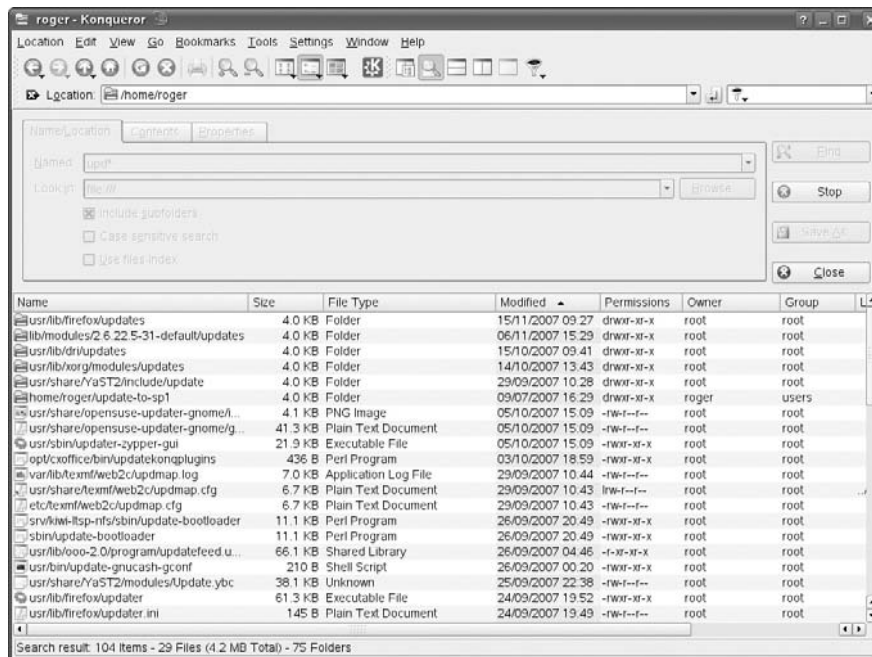 roger - Konqueror
Location Edit View Go Bookmarks Tools Settings Window Help
Location: /home/roger
Name/Location Contents Properties
Named: upd*
Look in: file:/// Browse...
Include subfolders
Case sensitive search
Use files index
Find
Stop
Save As...
Close
Name Size File Type Modified Permissions Owner Group
usr/lib/firefox/updates 4.0 KB Folder 15/11/2007 09:27 drwxr-xr-x root root
lib/modules/2.6.22.5-31-default/updates 4.0 KB Folder 06/11/2007 15:29 drwxr-xr-x root root
usr/lib/dri/updates 4.0 KB Folder 15/10/2007 09:41 drwxr-xr-x root root
usr/lib/xorg/modules/updates 4.0 KB Folder 14/10/2007 13:43 drwxr-xr-x root root
usr/share/YaST2/include/update 4.0 KB Folder 29/09/2007 10:28 drwxr-xr-x root root
home/roger/update-to-sp1 4.0 KB Folder 09/07/2007 16:29 drwxr-xr-x roger users
usr/share/opensuse-updater-gnome/i... 4.1 KB PNG Image 05/10/2007 15:09 -rw-r--r-- root root
usr/share/opensuse-updater-gnome/g... 41.3 KB Plain Text Document 05/10/2007 15:09 -rw-r--r-- root root
usr/sbin/updater-zypper-gui 21.9 KB Executable File 05/10/2007 15:09 -rwxr-xr-x root root
opt/cxoffice/bin/updatekonqplugins 436 B Perl Program 03/10/2007 18:59 -rwxr-xr-x root root
var/lib/texmf/web2c/updmap.log 7.0 KB Application Log File 29/09/2007 10:44 -rw-r--r-- root root
usr/share/texmf/web2c/updmap.cfg 6.7 KB Plain Text Document 29/09/2007 10:43 lrw-r--r-- root root
etc/texmf/web2c/updmap.cfg 6.7 KB Plain Text Document 29/09/2007 10:43 -rw-r--r-- root root
srv/kiwi-ltsp-nfs/sbin/update-bootloader 11.1 KB Perl Program 26/09/2007 20:49 -rwxr-xr-x root root
sbin/update-bootloader 11.1 KB Perl Program 26/09/2007 20:49 -rwxr-xr-x root root
usr/lib/ooo-2.0/program/updatefeed.u... 66.1 KB Shared Library 26/09/2007 04:46 -r-xr-xr-x root root
usr/bin/update-gnucash-gconf 210 B Shell Script 26/09/2007 00:20 -rwxr-xr-x root root
usr/share/YaST2/modules/Update.ybc 38.1 KB Unknown 25/09/2007 22:38 -rw-r--r-- root root
usr/lib/firefox/updater 61.3 KB Executable File 24/09/2007 19:52 -rwxr-xr-x root root
usr/lib/firefox/updater.ini 145 B Plain Text Document 24/09/2007 19:49 -rw-r--r-- root root
Search result: 104 Items - 29 Files (4.2 MB Total) - 75 Folders